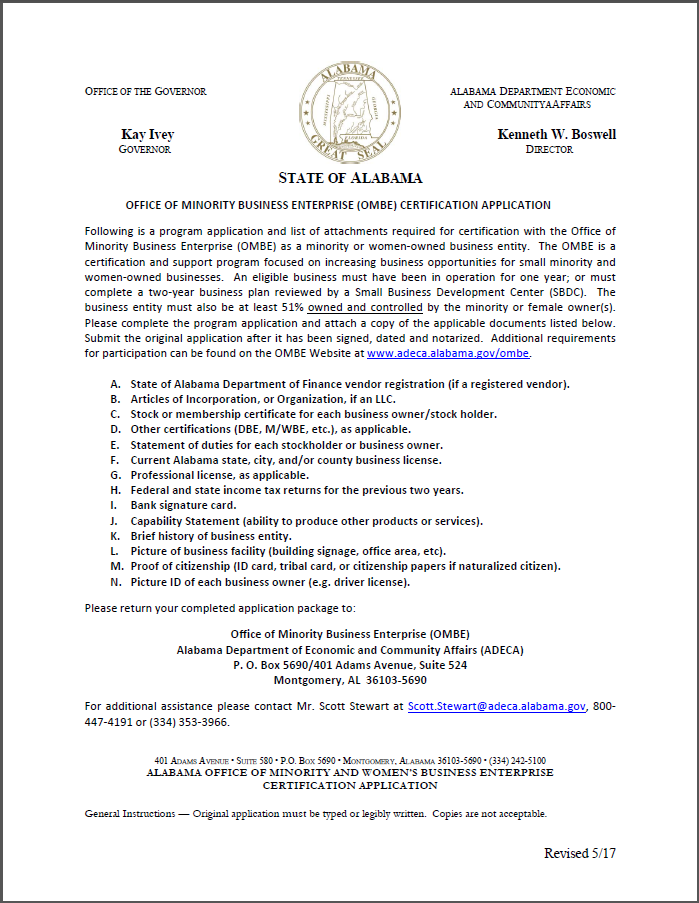 OFFICE OF THE GOVERNOR
ALABAMA DEPARTMENT ECONOMIC
AND COMMUNITYAAFFAIRS
Kay Ivey
GOVERNOR
ALABAMA
GREAT SEAL
Kenneth W. Boswell
DIRECTOR
STATE OF ALABAMA
OFFICE OF MINORITY BUSINESS ENTERPRISE (OMBE) CERTIFICATION APPLICATION
Following is a program application and list of attachments required for certification with the Office of
Minority Business Enterprise (OMBE) as a minority or women-owned business entity. The OMBE is a
certification and support program focused on increasing business opportunities for small minority and
women-owned businesses. An eligible business must have been in operation for one year; or must
complete a two-year business plan reviewed by a Small Business Development Center (SBDC). The
business entity must also be at least 51% owned and controlled by the minority or female owner(s).
Please complete the program application and attach a copy of the applicable documents listed below.
Submit the original application after it has been signed, dated and notarized. Additional requirements
for participation can be found on the OMBE Website at www.adeca.alabama.gov/ombe.
A. State of Alabama Department of Finance vendor registration (if a registered vendor).
B. Articles of Incorporation, or Organization, if an LLC.
C. Stock or membership certificate for each business owner/stock holder.
D. Other certifications (DBE, M/WBE, etc.), as applicable.
E. Statement of duties for each stockholder or business owner.
F. Current Alabama state, city, and/or county business license.
G. Professional license, as applicable.
H. Federal and state income tax returns for the previous two years.
I. Bank signature card.
J. Capability Statement (ability to produce other products or services).
K. Brief history of business entity.
L. Picture of business facility (building signage, office area, etc).
M. Proof of citizenship (ID card, tribal card, or citizenship papers if naturalized citizen).
N. Picture ID of each business owner (e.g. driver license).
Please return your completed application package to:
Office of Minority Business Enterprise (OMBE)
Alabama Department of Economic and Community Affairs (ADECA)
P. O. Box 5690/401 Adams Avenue, Suite 524
Montgomery, AL 36103-5690
For additional assistance please contact Mr. Scott Stewart at Scott.Stewart@adeca.alabama.gov, 800-
447-4191 or (334) 353-3966.
401 ADAMS AVENUE • SUITE 580 • P.O. BOX 5690 • MONTGOMERY, ALABAMA 36103-5690 • (334) 242-5100
ALABAMA OFFICE OF MINORITY AND WOMEN'S BUSINESS ENTERPRISE
CERTIFICATION APPLICATION
General Instructions — Original application must be typed or legibly written. Copies are not acceptable.
Revised 5/17